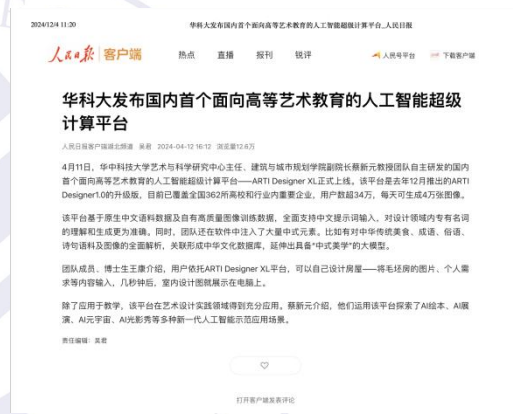 2024/12/4 11:20
华科大发布国内首个面向高等艺术教育的人工智能超级计算平台_人民日报
人民日报 客户端
热点 直播 报刊 锐评
人民号平台 下载客户端
华科大发布国内首个面向高等艺术教育的人工智能超级
计算平台
人民日报客户端湖北频道 吴君 2024-04-12 16:12 浏览量12.6万
4月11日，华中科技大学艺术与科学研究中心主任、建筑与城市规划学院副院长蔡新元教授团队自主研发的国内
首个面向高等艺术教育的人工智能超级计算平台——ARTI Designer XL正式上线。该平台是去年12月推出的ARTI
Designer1.0的升级版，目前已覆盖全国362所高校和行业内重要企业，用户数超34万，每天可生成4万张图像。
该平台基于原生中文语料数据及自有高质量图像训练数据，全面支持中文提示词输入，对设计领域内专有名词
的理解和生成更为准确。同时，团队还在软件中注入了大量中式元素。比如有对中华传统美食、成语、俗语、
诗句语料及图像的全面解析，关联形成中华文化数据库，延伸出具备“中式美学”的大模型。
团队成员、博士生王康介绍，用户依托ARTI Designer XL平台，可以自己设计房屋——将毛坯房的图片、个人需
求等内容输入，几秒钟后，室内设计图就展示在电脑上。
除了应用于教学，该平台在艺术设计实践领域得到充分应用。蔡新元介绍，他们运用该平台探索了AI绘本、AI展
演、AI元宇宙、AI光影秀等多种新一代人工智能示范应用场景。
责任编辑：吴君
打开客户端发表评论